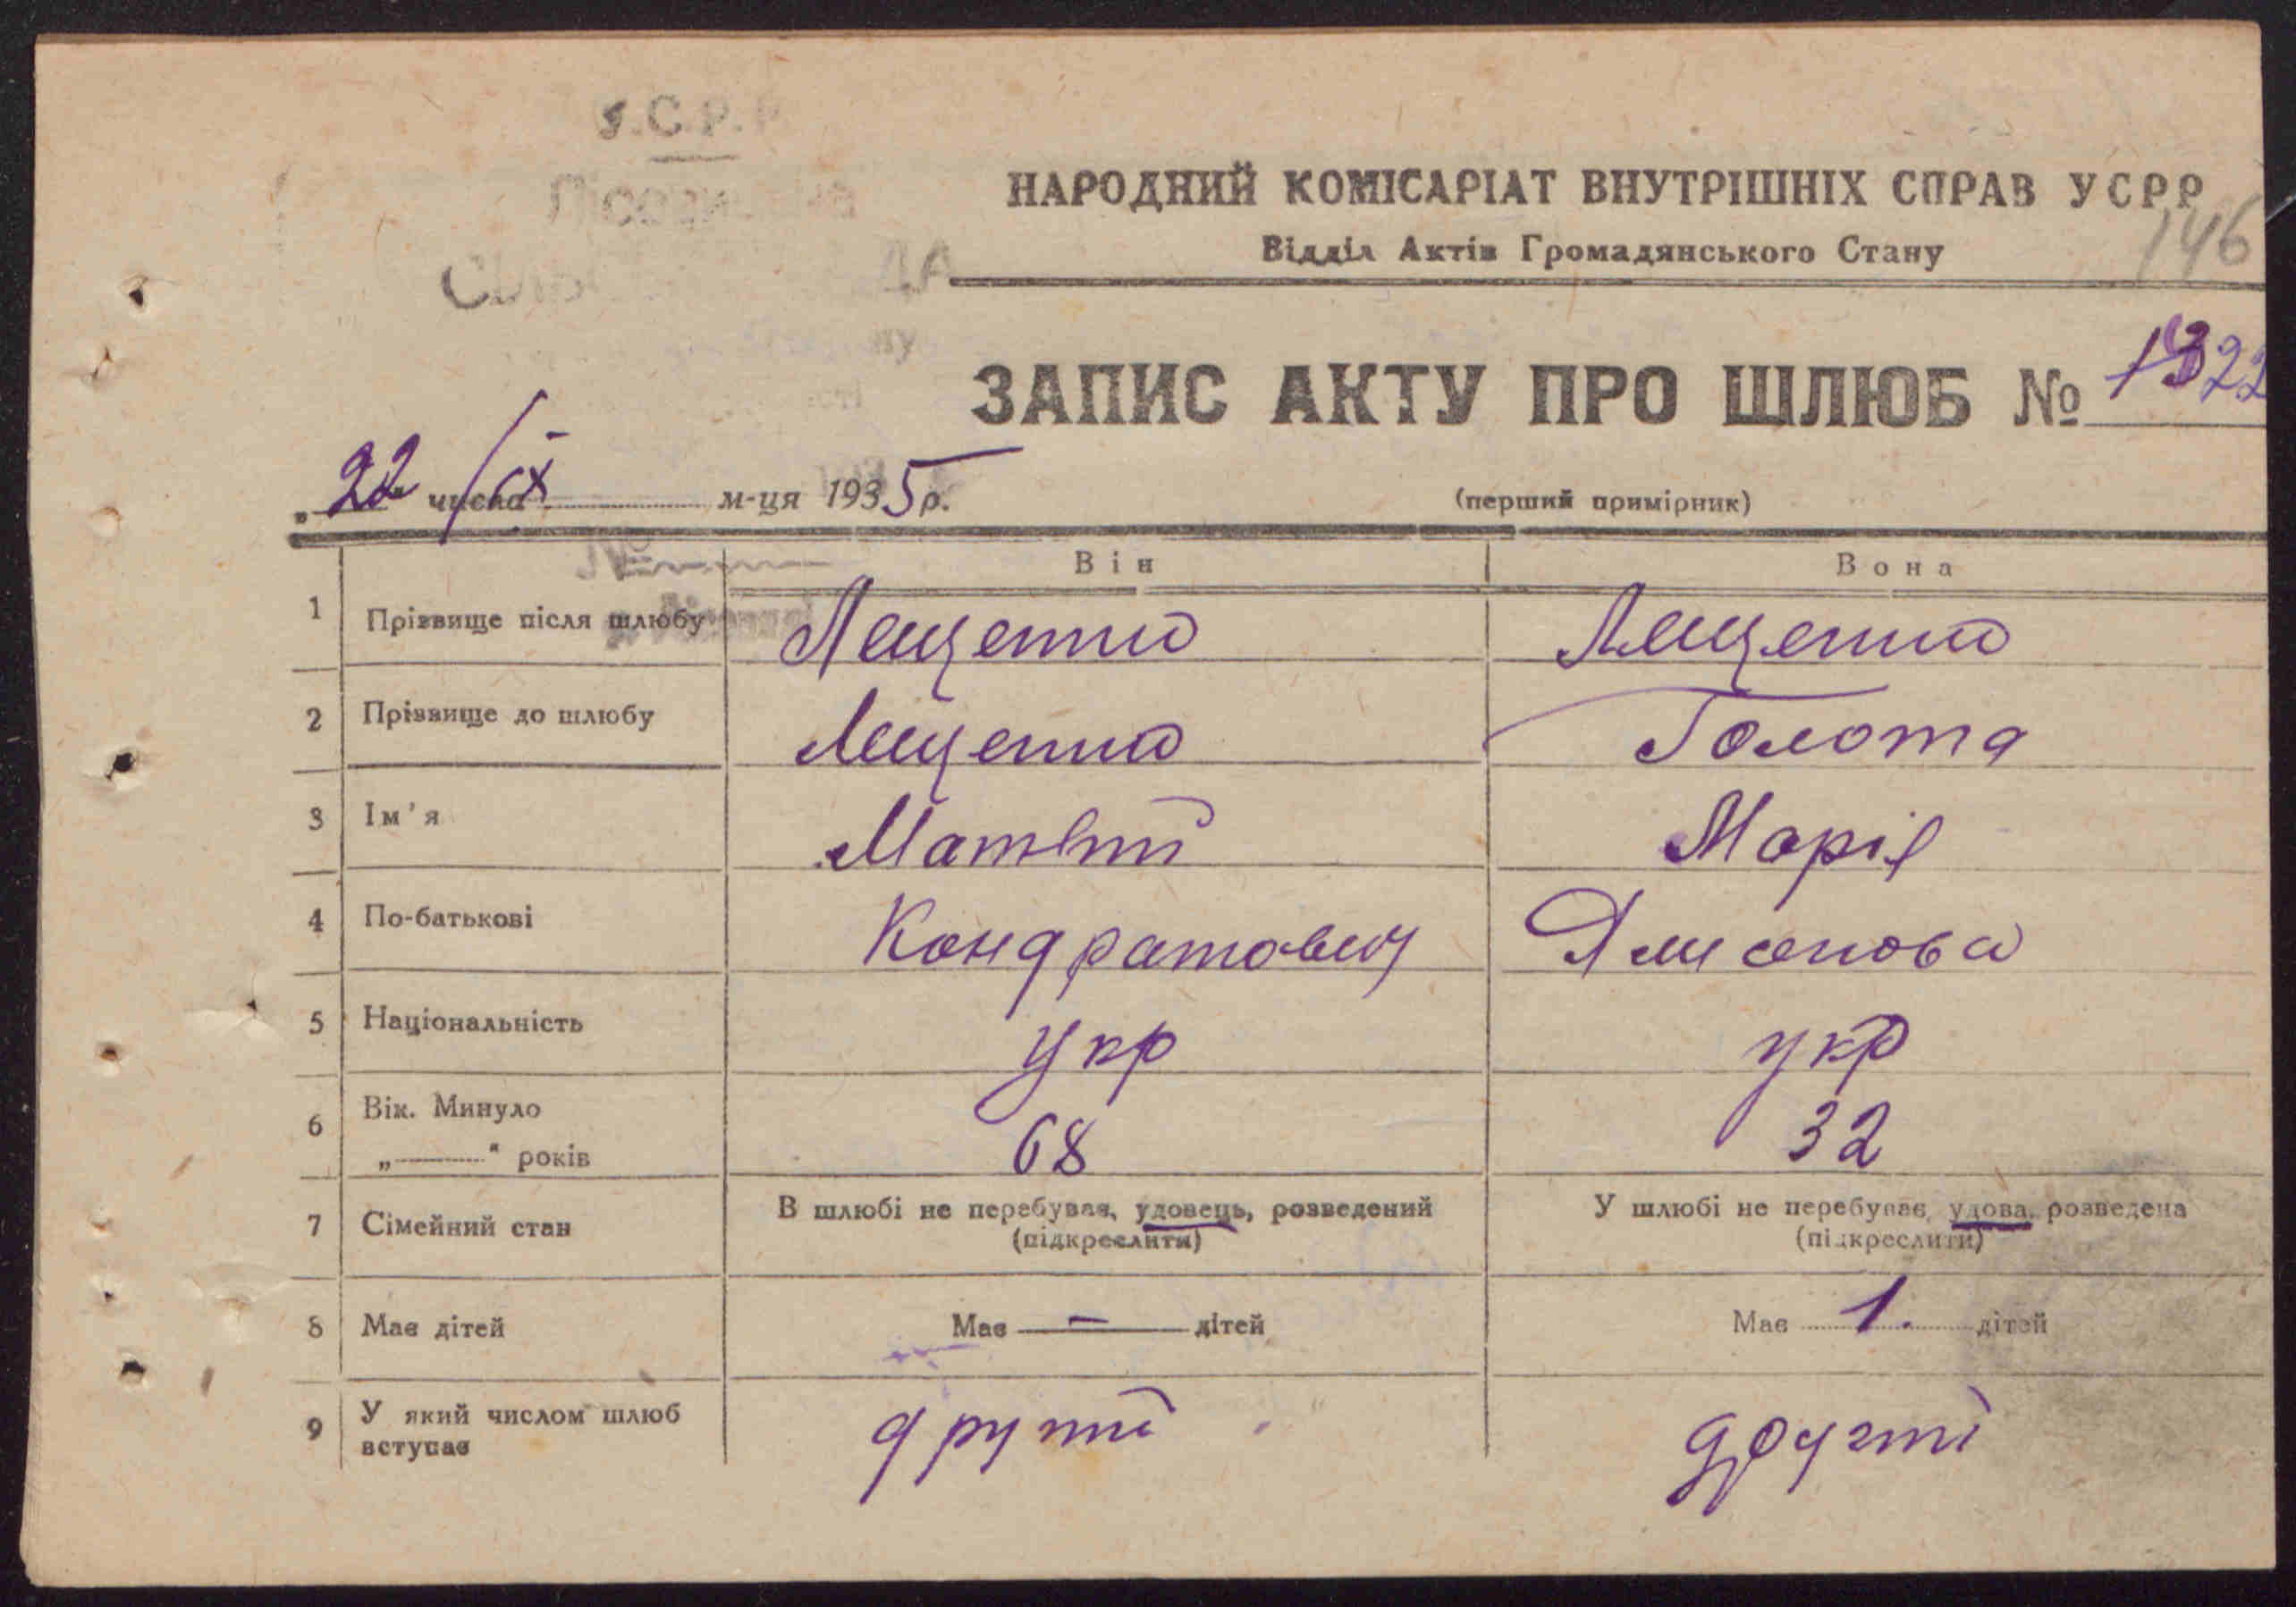 С.Р.Р
НАРОДНИЙ КОМІСАРІАТ ВНУТРІШНІХ СПРАВ УСРР
146
Відділ Актів Громадянського Стану
ЗАПИС АКТУ ПРО ШЛЮБ №
„22" числа ІХ м-ця 1935 р. (перший примірник)
Він Вона
1 Прізвище після шлюбу Лещенко Лещенко
2 Прізвище до шлюбу Лещенко Голота
3 Ім'я Матвій Марія
4 По-батькові Кондратович
5 Національність укр укр
6 Вік. Минуло
„ " років 68 32
7 Сімейний стан В шлюбі не перебуває, удовець, розведений У шлюбі не перебуває, удова, розведена
(підкреслити) (підкреслити)
8 Має дітей Має - дітей Має 1. дітей
9 У який числом шлюб
вступає другий другий